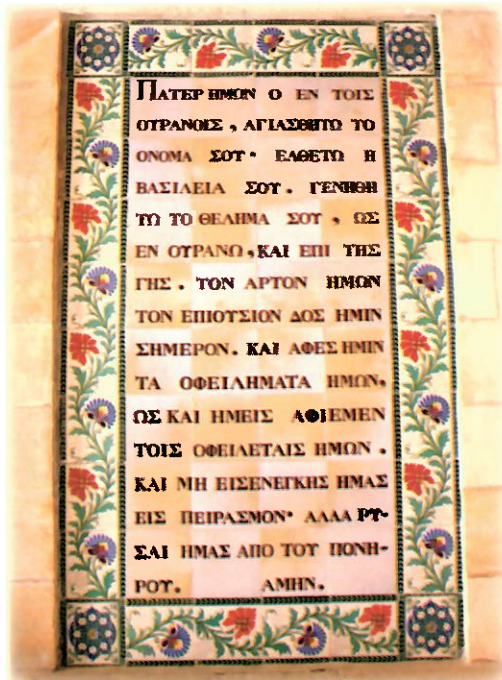 ΠΑΤΕΡ ΗΜΩΝ Ο ΕΝ ΤΟΙΣ
ΟΥΡΑΝΟΙΣ, ΑΓΙΑΣΘΗΤΩ ΤΟ
ΟΝΟΜΑ ΣΟΥ· ΕΛΘΕΤΩ Η
ΒΑΣΙΛΕΙΑ ΣΟΥ. ΓΕΝΗΘΗ
ΤΩ ΤΟ ΘΕΛΗΜΑ ΣΟΥ, ΩΣ
ΕΝ ΟΥΡΑΝΩ, ΚΑΙ ΕΠΙ ΤΗΣ
ΓΗΣ. ΤΟΝ ΑΡΤΟΝ ΗΜΩΝ
ΤΟΝ ΕΠΙΟΥΣΙΟΝ ΔΟΣ ΗΜΙΝ
ΣΗΜΕΡΟΝ. ΚΑΙ ΑΦΕΣ ΗΜΙΝ
ΤΑ ΟΦΕΙΛΗΜΑΤΑ ΗΜΩΝ,
ΩΣ ΚΑΙ ΗΜΕΙΣ ΑΦΙΕΜΕΝ
ΤΟΙΣ ΟΦΕΙΛΕΤΑΙΣ ΗΜΩΝ.
ΚΑΙ ΜΗ ΕΙΣΕΝΕΓΚΗΣ ΗΜΑΣ
ΕΙΣ ΠΕΙΡΑΣΜΟΝ· ΑΛΛΑ ΡΥ-
ΣΑΙ ΗΜΑΣ ΑΠΟ ΤΟΥ ΠΟΝΗ-
ΡΟΥ. ΑΜΗΝ.